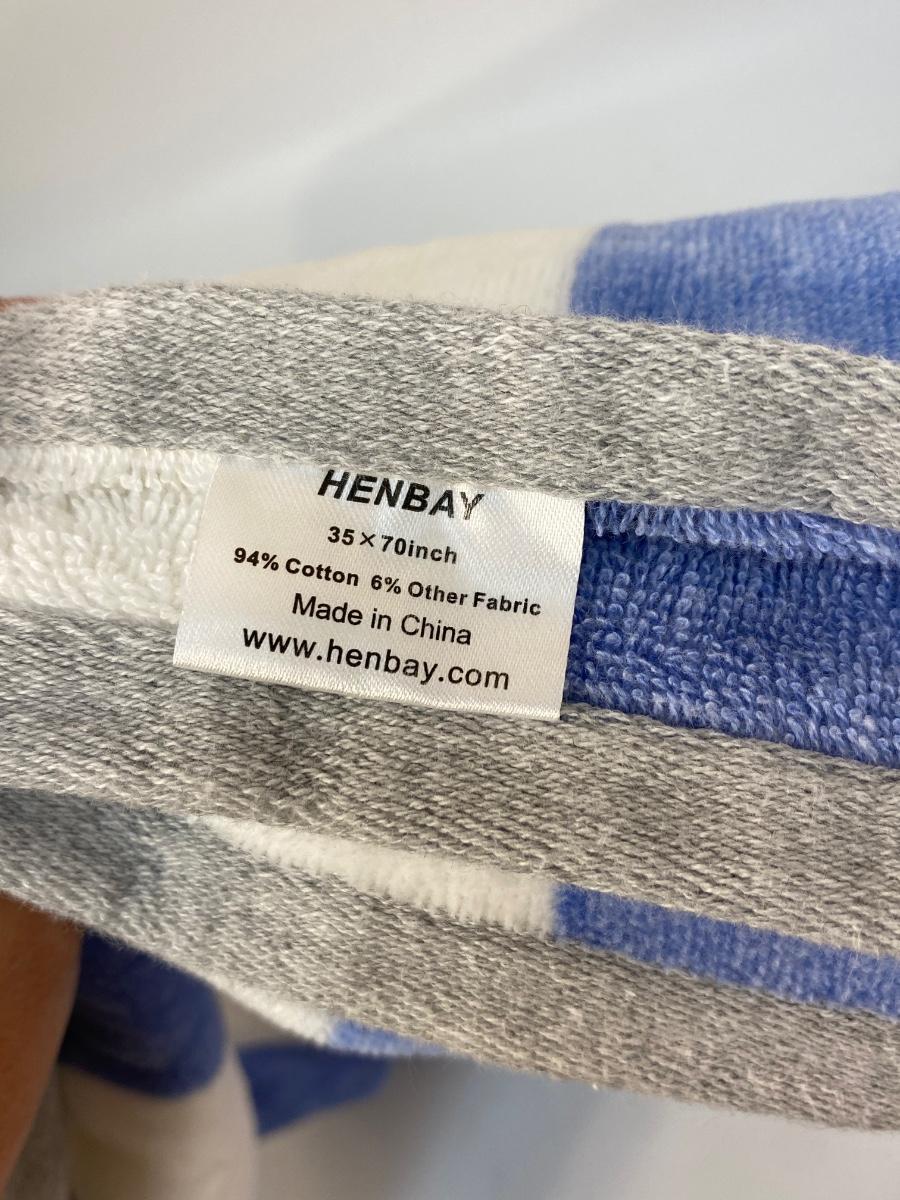 HENBAY
35×70inch
94% Cotton 6% Other Fabric
Made in China
www.henbay.com